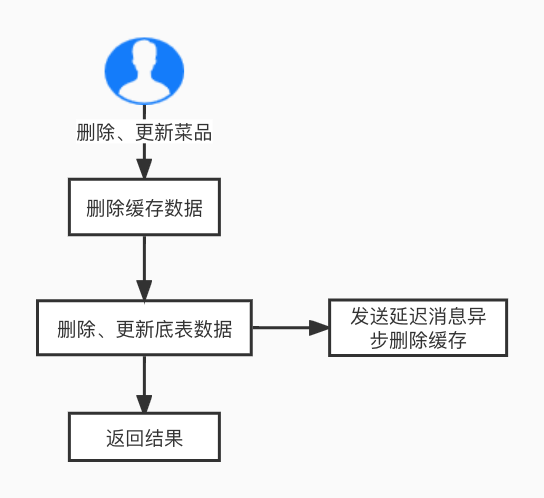 删除、更新菜品
删除缓存数据
删除、更新底表数据
发送延迟消息异
步删除缓存
返回结果